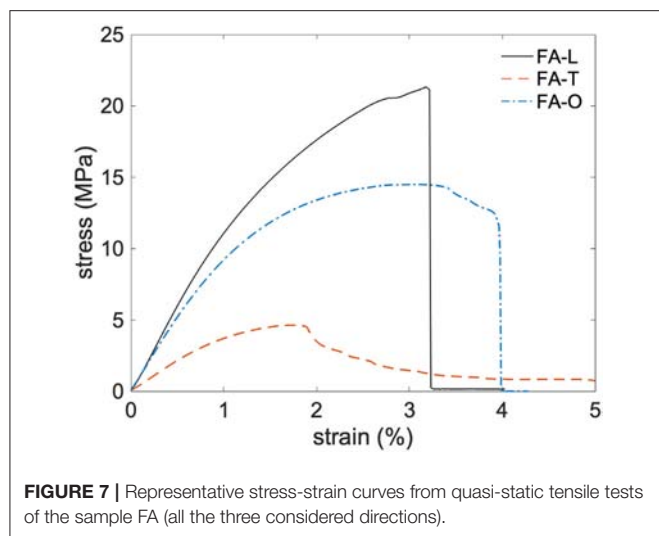 25
20
15
10
5
0
stress (MPa)
FA-L
FA-T
FA-O
0 1 2 3 4 5
strain (%)
FIGURE 7 | Representative stress-strain curves from quasi-static tensile tests
of the sample FA (all the three considered directions).